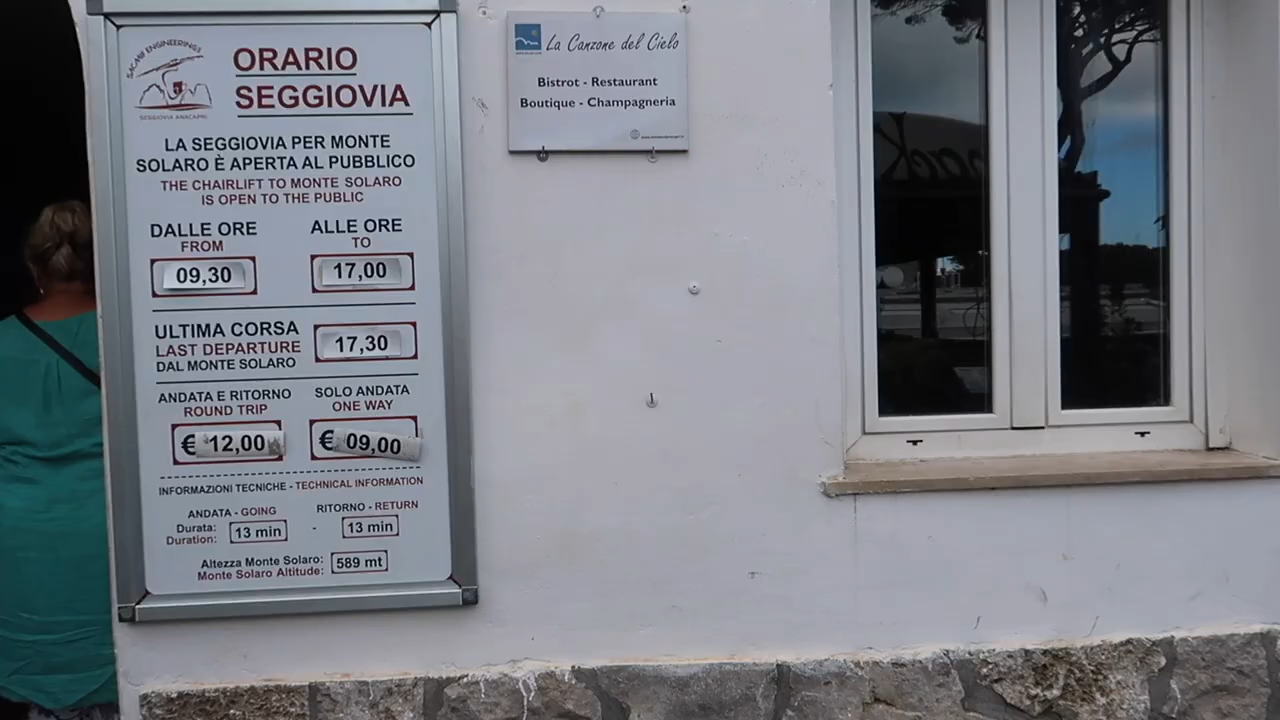 SACMIF ENGINEERINGS
SEGGIOVIA ANACAPRI
ORARIO
SEGGIOVIA
LA SEGGIOVIA PER MONTE
SOLARO È APERTA AL PUBBLICO
THE CHAIRLIFT TO MONTE SOLARO
IS OPEN TO THE PUBLIC
DALLE ORE
FROM
09,30
ALLE ORE
TO
17,00
ULTIMA CORSA
LAST DEPARTURE
DAL MONTE SOLARO
17,30
ANDATA E RITORNO
ROUND TRIP
€ 12,00
SOLO ANDATA
ONE WAY
€ 09,00
INFORMAZIONI TECNICHE - TECHNICAL INFORMATION
ANDATA - GOING
RITORNO - RETURN
Durata:
Duration:
13 min
-
13 min
Altezza Monte Solaro:
Monte Solaro Altitude:
589 mt
La Canzone del Cielo
Bistrot - Restaurant
Boutique - Champagneria